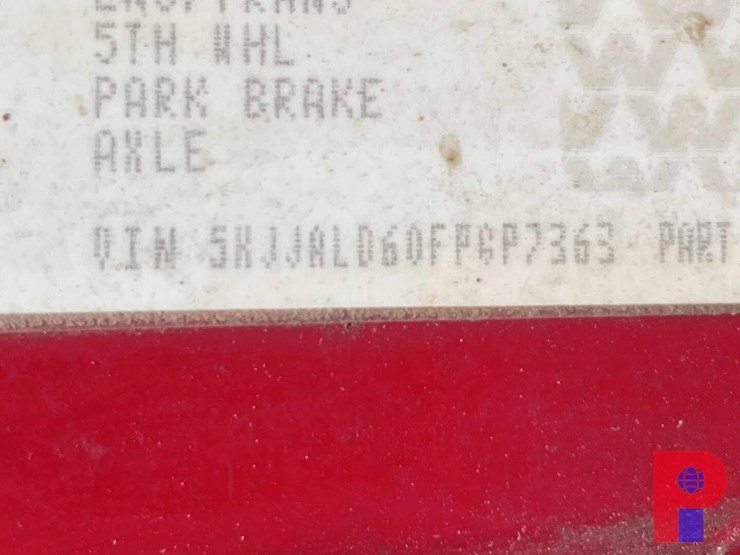 5TH WHL
PARK BRAKE
AXLE
VIN 5KJJALD60FPGP7363 PART